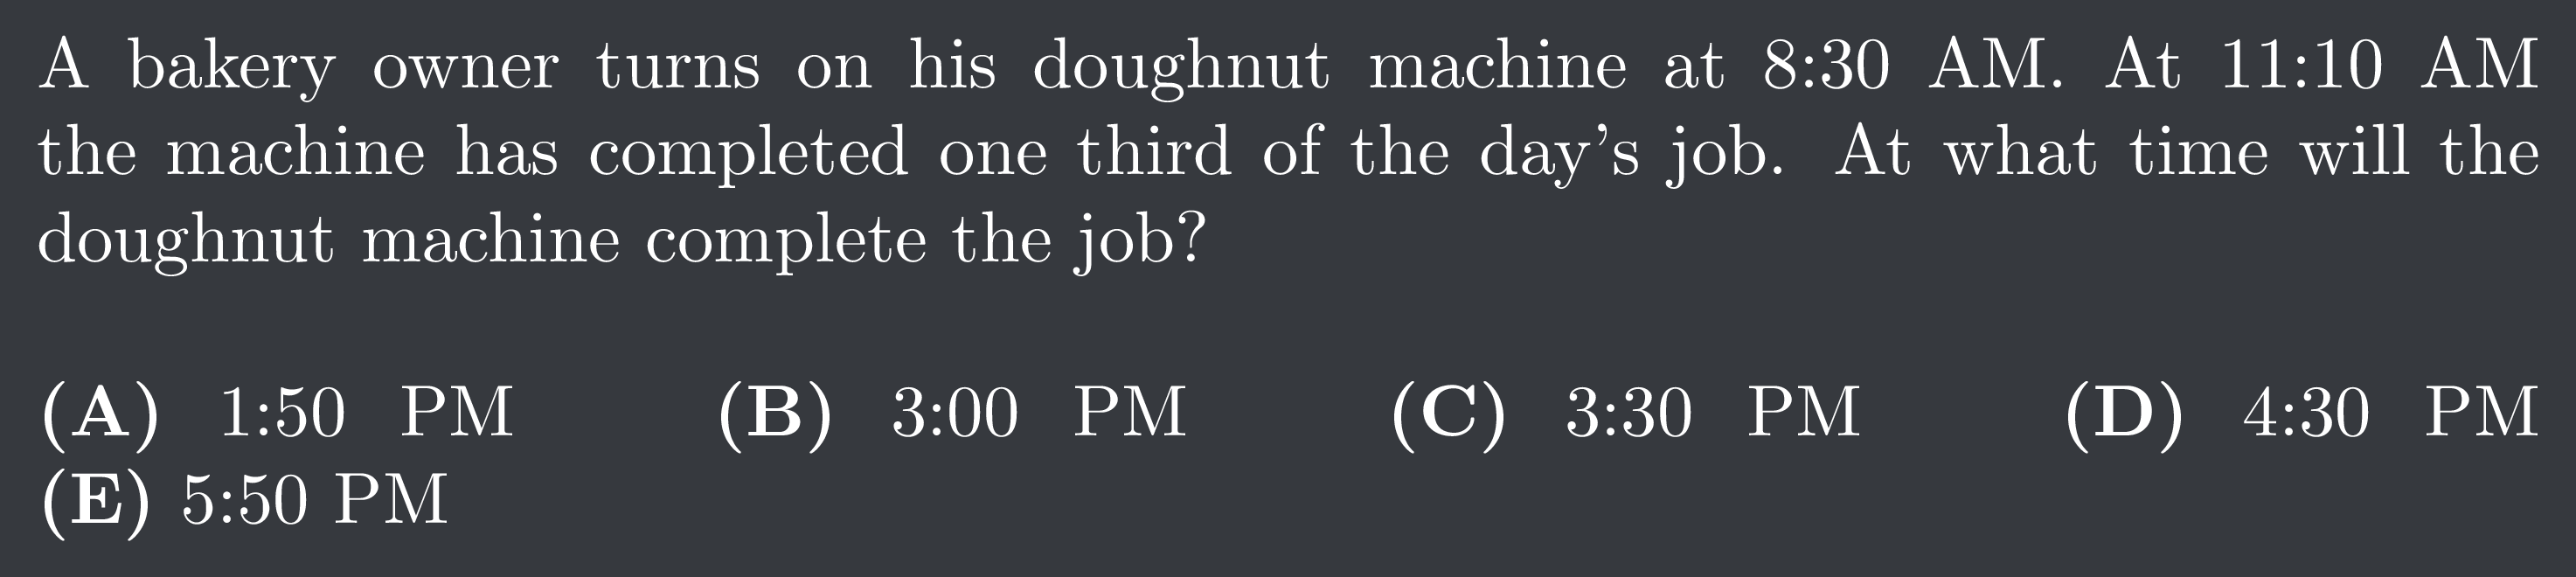 A bakery owner turns on his doughnut machine at 8:30 AM. At 11:10 AM
the machine has completed one third of the day's job. At what time will the
doughnut machine complete the job?
(A) 1:50 PM (B) 3:00 PM (C) 3:30 PM (D) 4:30 PM
(E) 5:50 PM